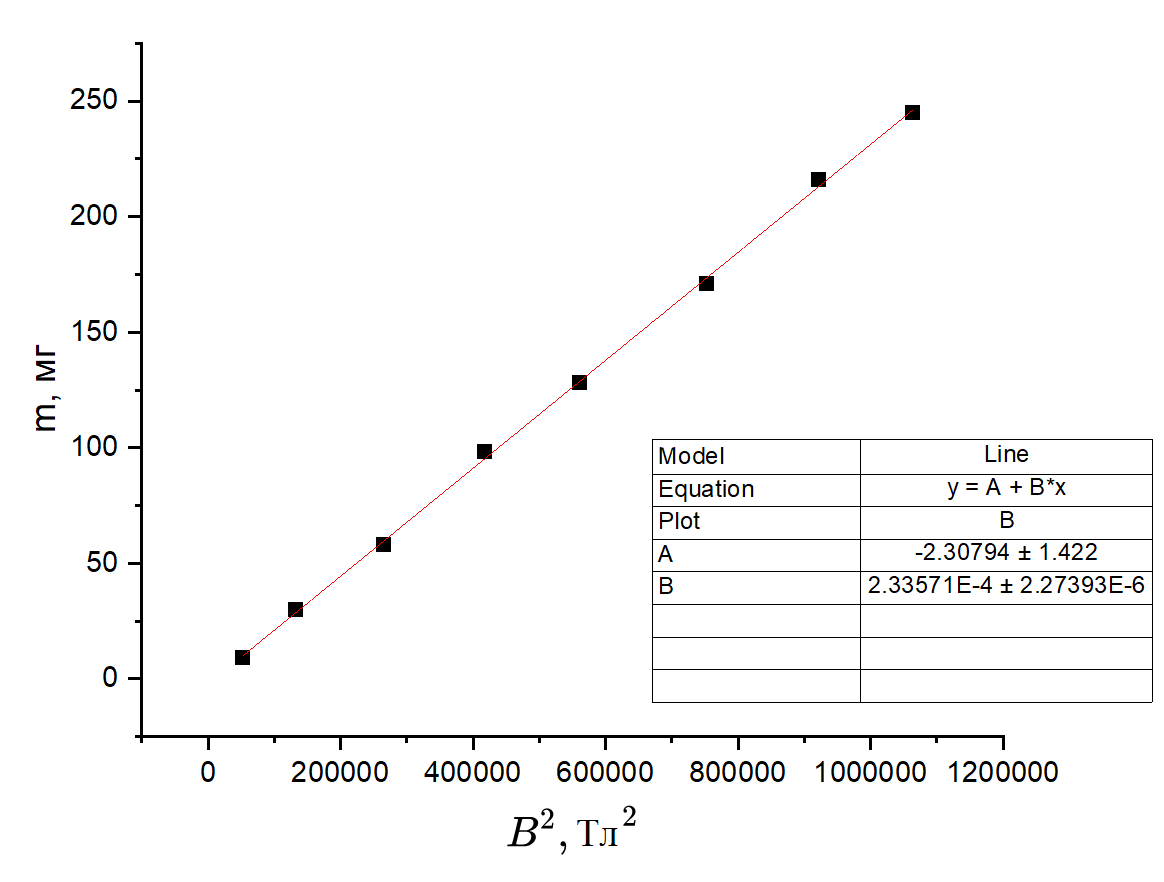 250
200
150
100
50
0
m, мг
Model Line
Equation y = A + B*x
Plot B
A -2.30794 ± 1.422
B 2.33571E-4 ± 2.27393E-6
0 200000 400000 600000 800000 1000000 1200000
B², Тл²